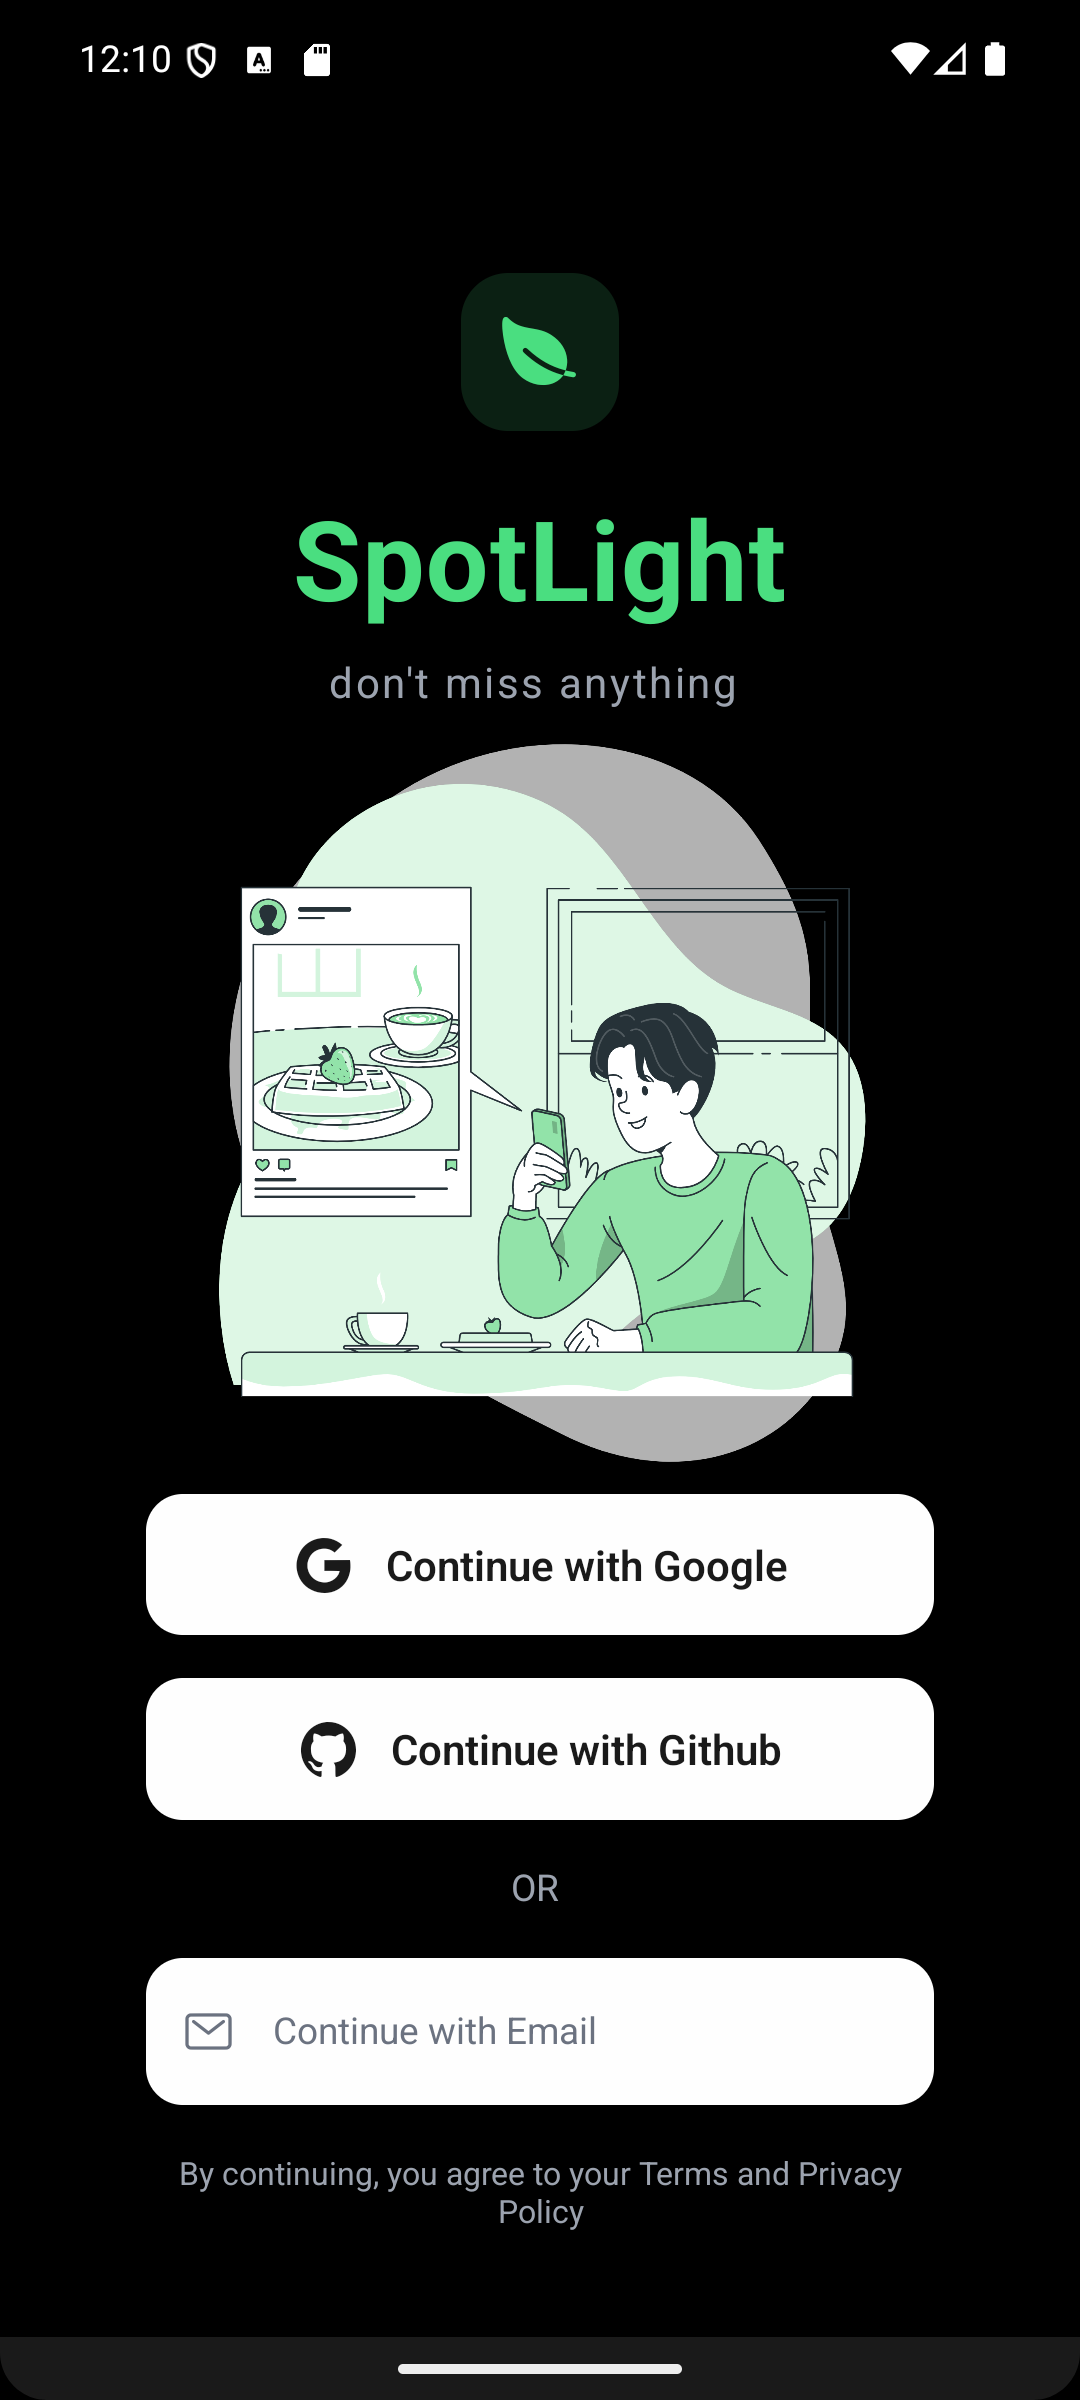 12:10
SpotLight
don't miss anything
Continue with Google
Continue with Github
OR
Continue with Email
By continuing, you agree to your Terms and Privacy
Policy